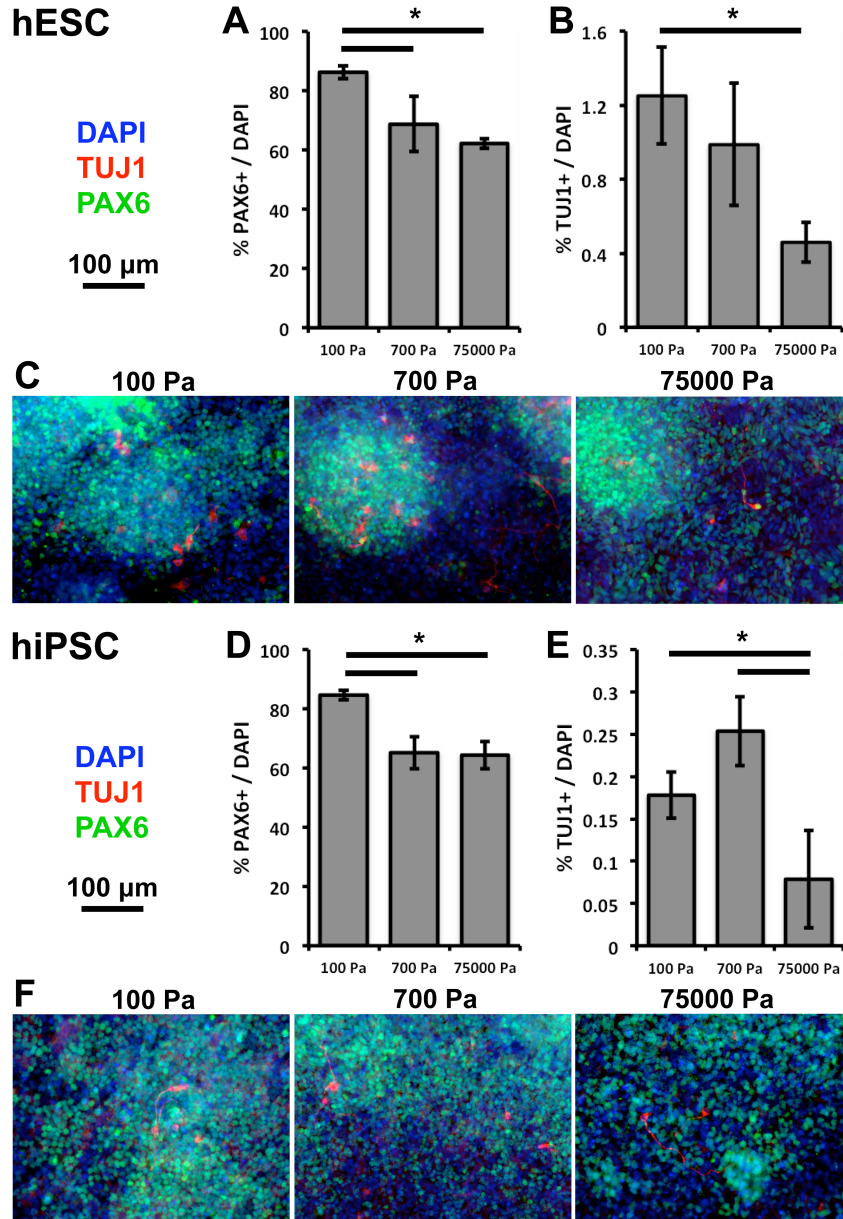 hESC
DAPI
TUJ1
PAX6
100 µm
A
*
% PAX6+ / DAPI
100
80
60
40
20
0
100 Pa 700 Pa 75000 Pa
B
*
% TUJ1+ / DAPI
1.6
1.2
0.8
0.4
0
100 Pa 700 Pa 75000 Pa
C
100 Pa 700 Pa 75000 Pa
hiPSC
DAPI
TUJ1
PAX6
100 µm
D
*
% PAX6+ / DAPI
100
80
60
40
20
0
100 Pa 700 Pa 75000 Pa
E
*
% TUJ1+ / DAPI
0.35
0.3
0.25
0.2
0.15
0.1
0.05
0
100 Pa 700 Pa 75000 Pa
F
100 Pa 700 Pa 75000 Pa